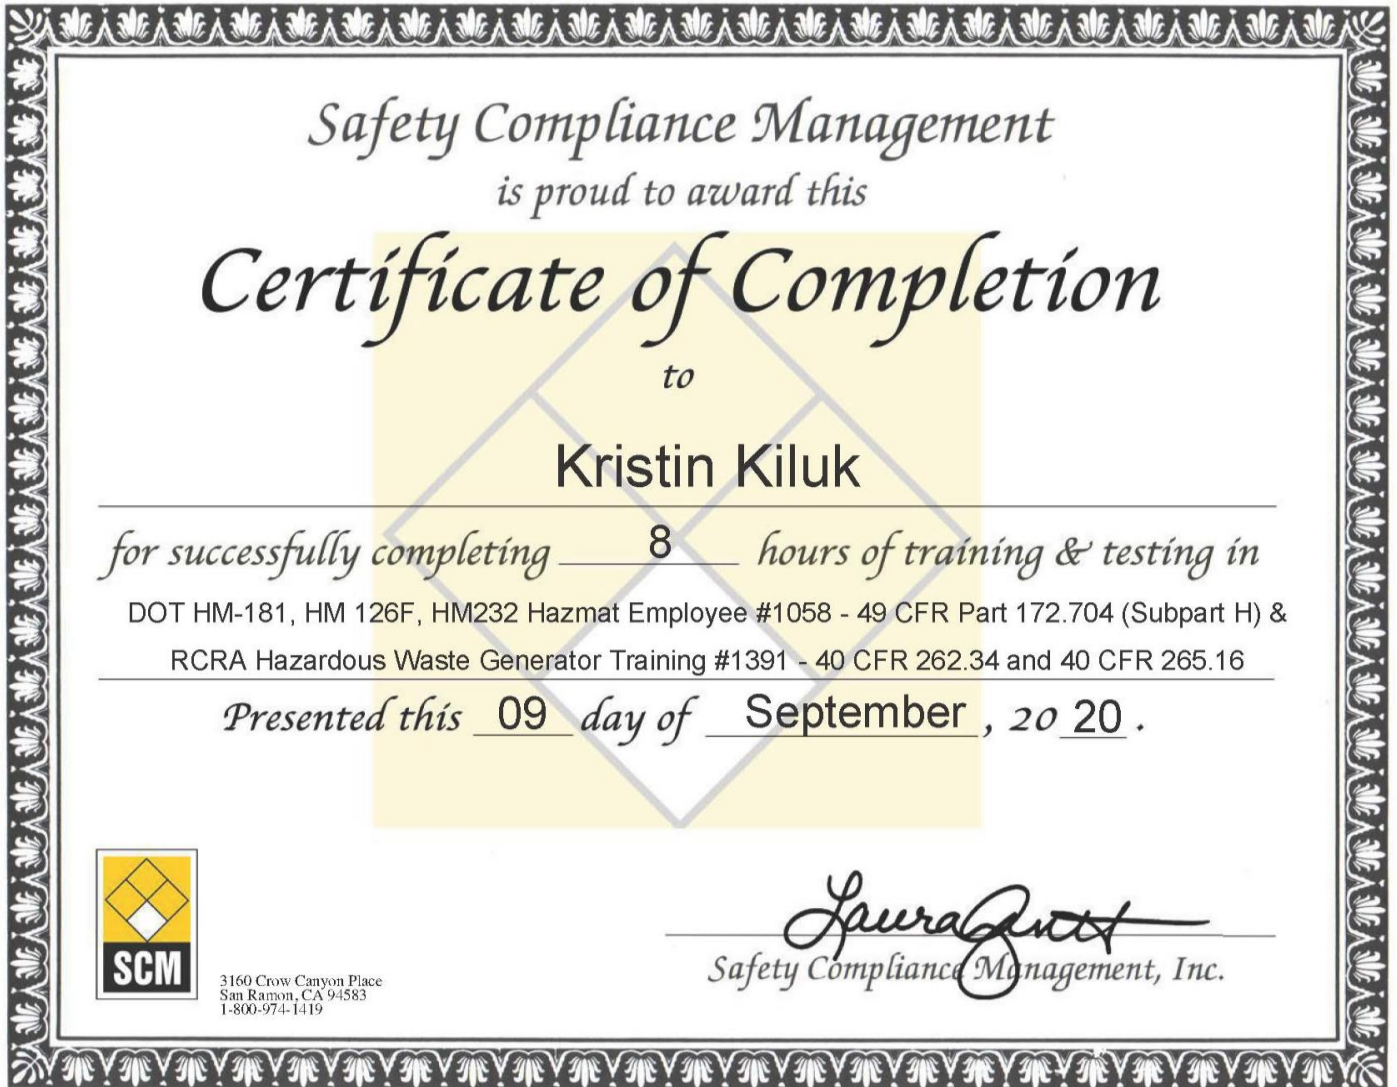 Safety Compliance Management
is proud to award this
Certificate of Completion
to
Kristin Kiluk
for successfully completing 8 hours of training & testing in
DOT HM-181, HM 126F, HM232 Hazmat Employee #1058 - 49 CFR Part 172.704 (Subpart H) &
RCRA Hazardous Waste Generator Training #1391 - 40 CFR 262.34 and 40 CFR 265.16
Presented this 09 day of September, 20 20.
SCM
3160 Crow Canyon Place
San Ramon, CA 94583
1-800-974-1419
Laura
Safety Compliance Management, Inc.